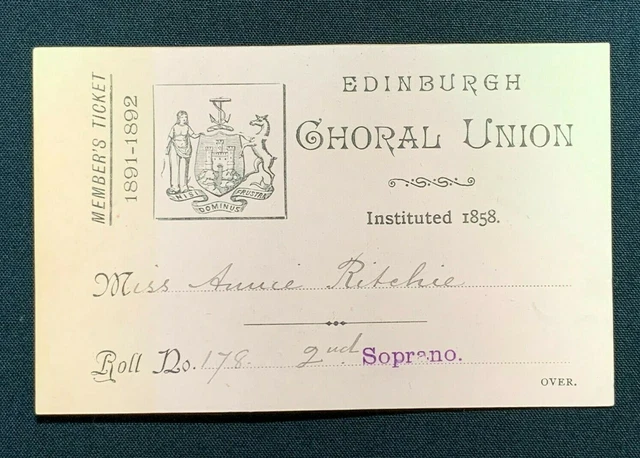 MEMBER'S TICKET
1891-1892
NISI DOMINUS FRUSTRA
EDINBURGH
CHORAL UNION
Instituted 1858.
Miss Annie Ritchie
Roll No. 178. 2nd Soprano.
OVER.